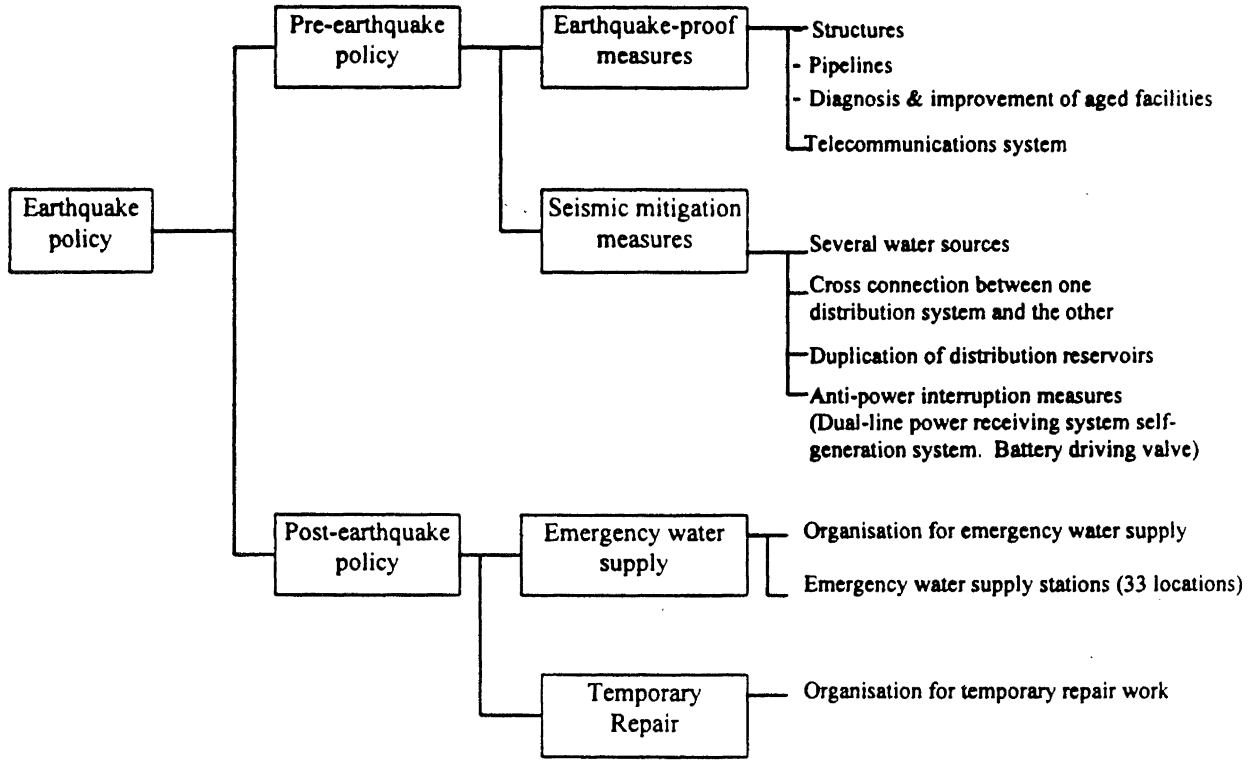 Earthquake
policy
Pre-earthquake
policy
Earthquake-proof
measures
- Structures
- Pipelines
- Diagnosis & improvement of aged facilities
Telecommunications system
Seismic mitigation
measures
Several water sources
Cross connection between one
distribution system and the other
Duplication of distribution reservoirs
Anti-power interruption measures
(Dual-line power receiving system self-
generation system. Battery driving valve)
Post-earthquake
policy
Emergency water
supply
Organisation for emergency water supply
Emergency water supply stations (33 locations)
Temporary
Repair
Organisation for temporary repair work